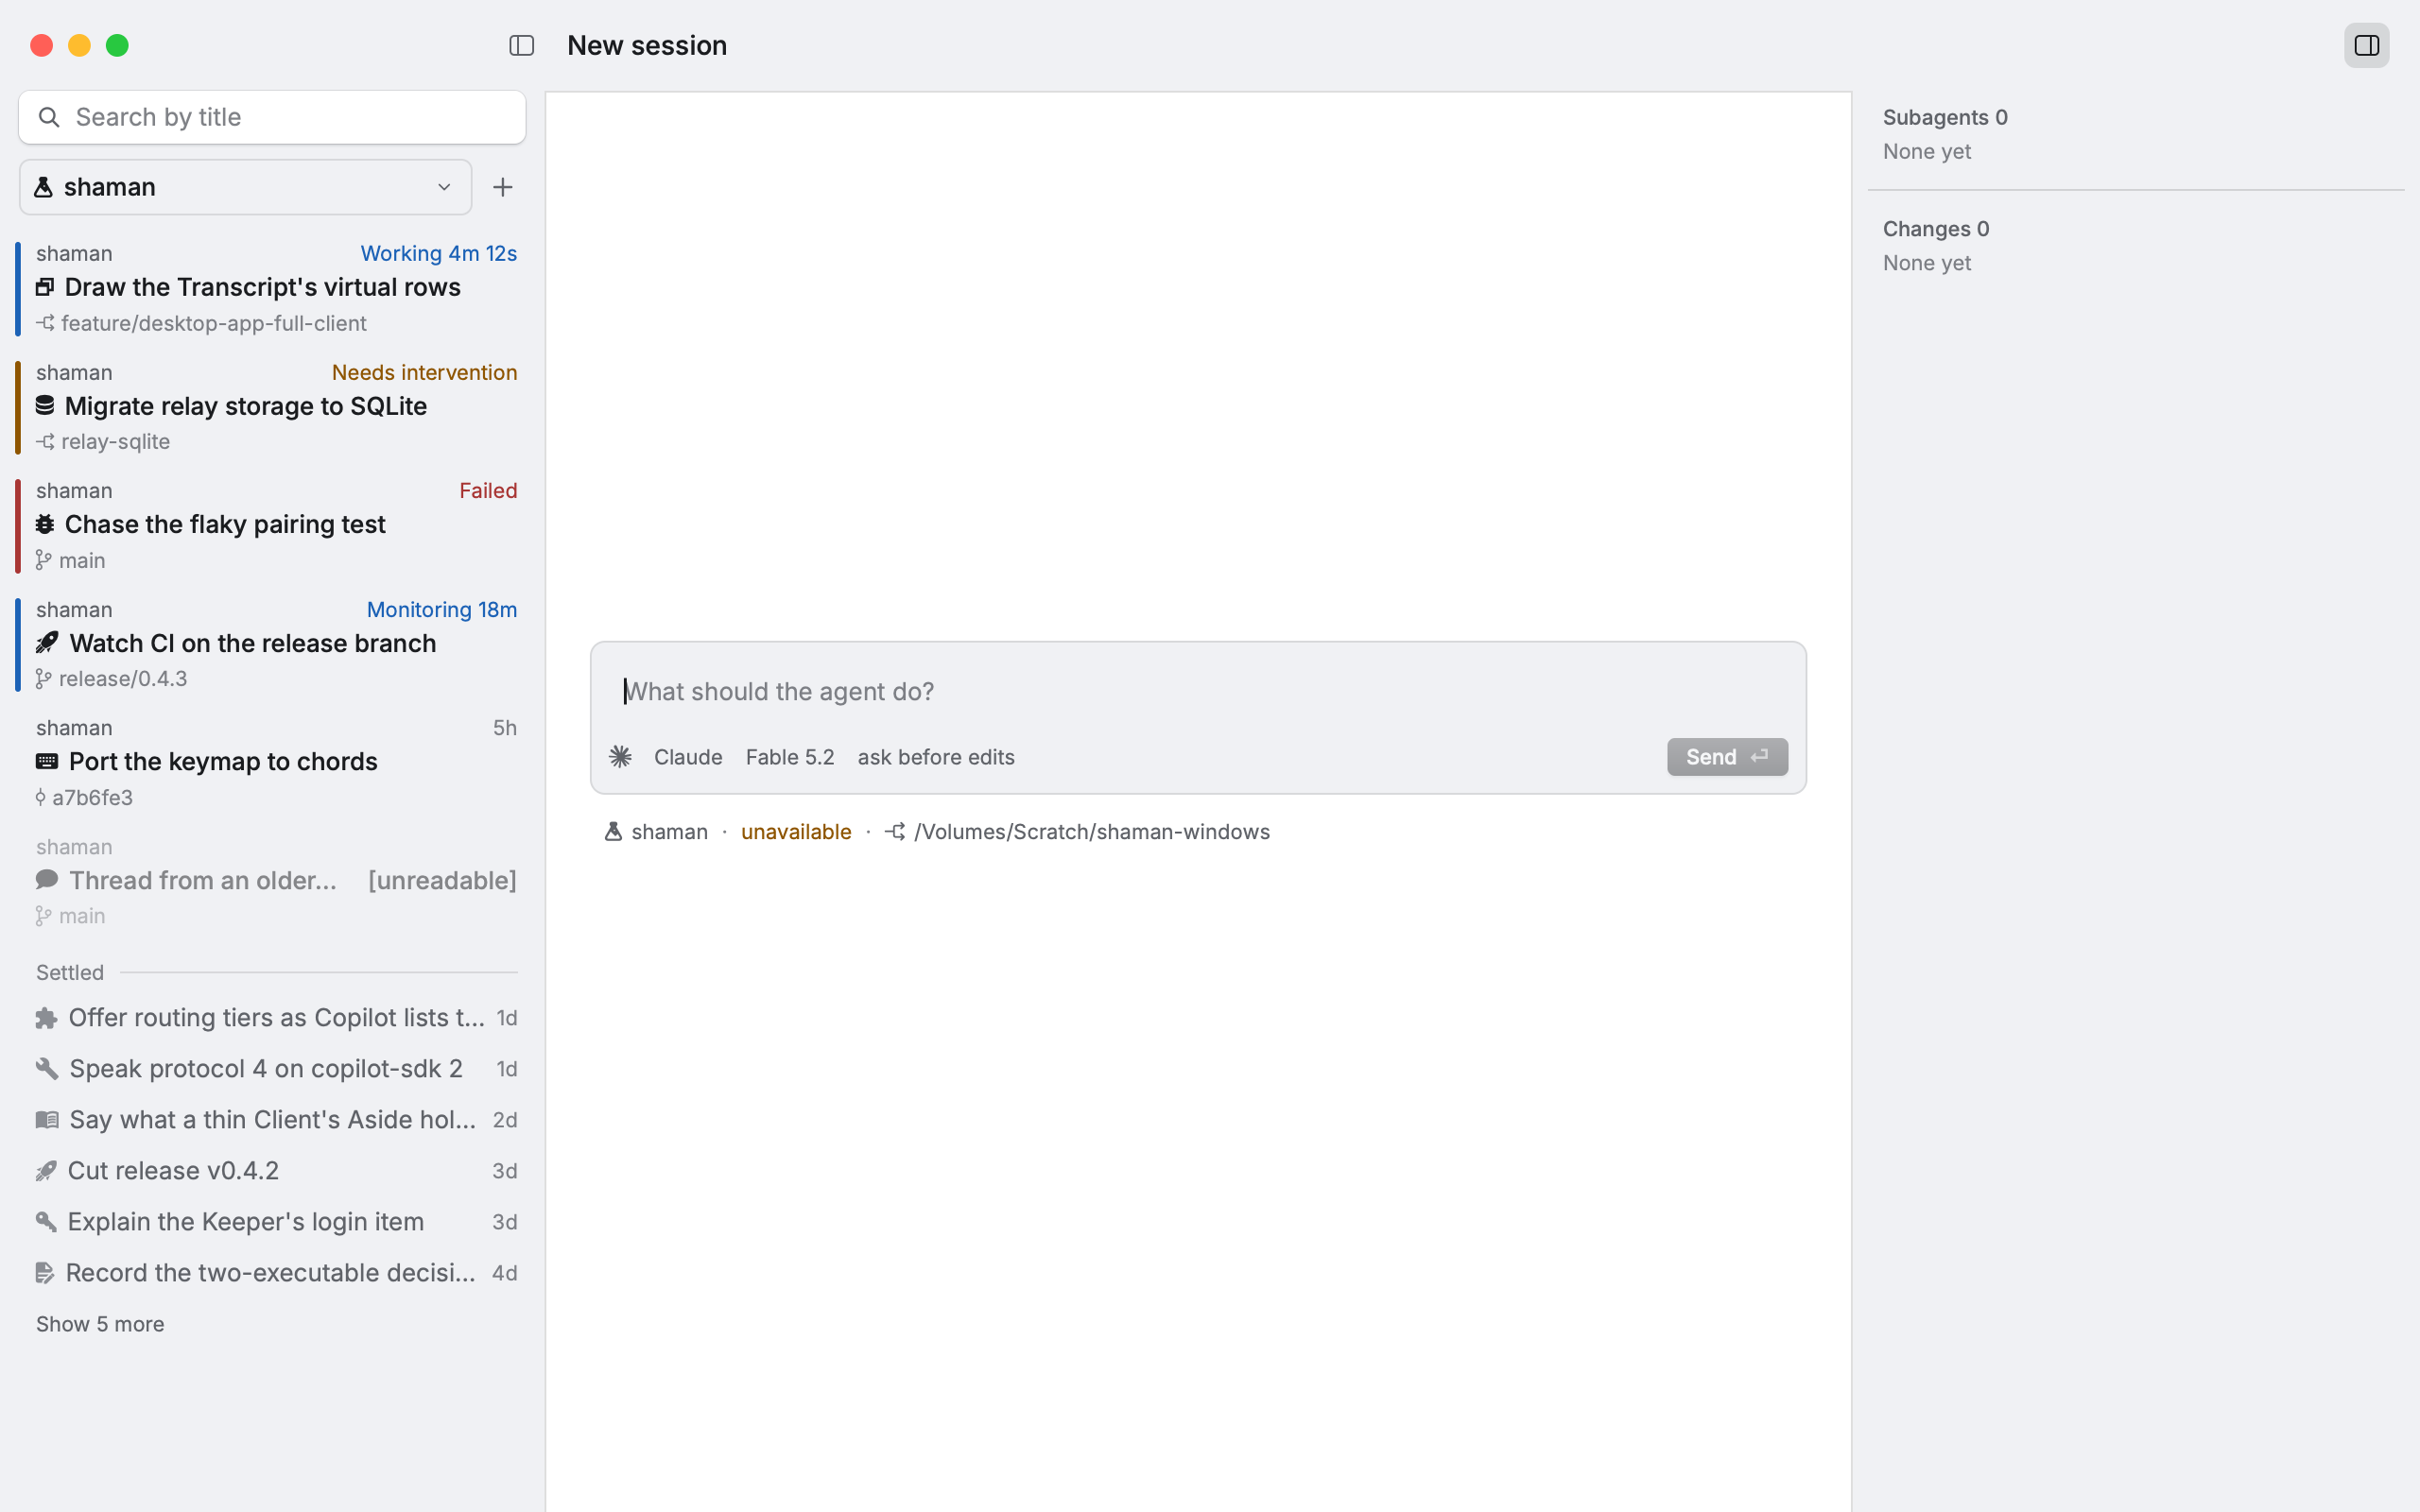 New session
Search by title
shaman
shaman Working 4m 12s
Draw the Transcript's virtual rows
feature/desktop-app-full-client
shaman Needs intervention
Migrate relay storage to SQLite
relay-sqlite
shaman Failed
Chase the flaky pairing test
main
shaman Monitoring 18m
Watch CI on the release branch
release/0.4.3
shaman 5h
Port the keymap to chords
a7b6fe3
shaman
Thread from an older... [unreadable]
main
Settled
Offer routing tiers as Copilot lists t... 1d
Speak protocol 4 on copilot-sdk 2 1d
Say what a thin Client's Aside hol... 2d
Cut release v0.4.2 3d
Explain the Keeper's login item 3d
Record the two-executable decisi... 4d
Show 5 more
What should the agent do?
Claude Fable 5.2 ask before edits Send
shaman · unavailable · /Volumes/Scratch/shaman-windows
Subagents 0
None yet
Changes 0
None yet